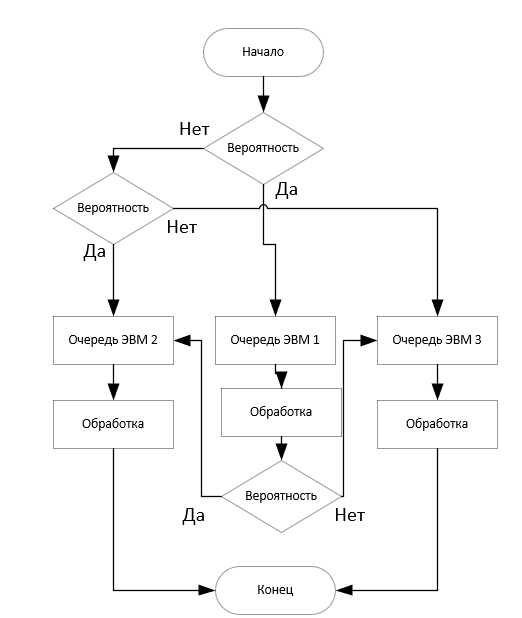 Начало
Нет
Вероятность
Да
Вероятность
Нет
Да
Очередь ЭВМ 2
Очередь ЭВМ 1
Очередь ЭВМ 3
Обработка
Обработка
Обработка
Вероятность
Да
Нет
Конец